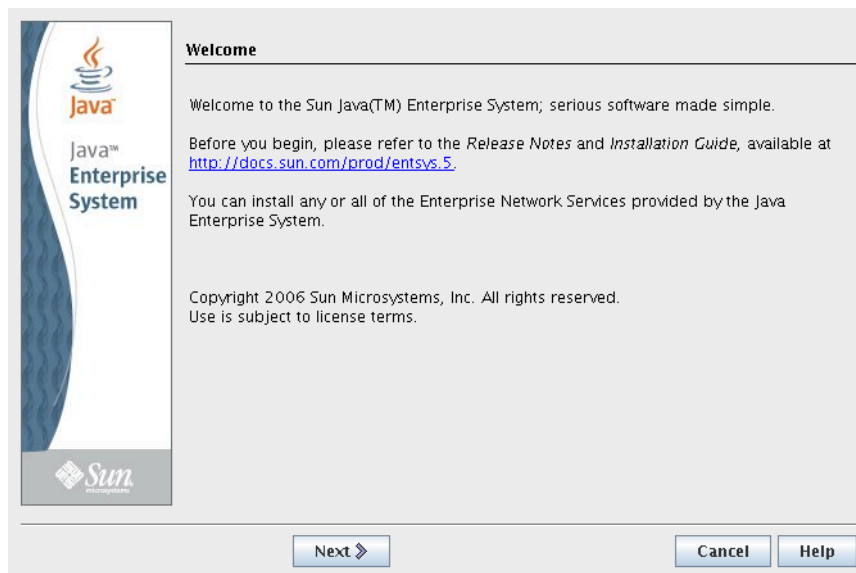 Java™
Java™
Enterprise
System
Sun
microsystems
Welcome
Welcome to the Sun Java(TM) Enterprise System; serious software made simple.
Before you begin, please refer to the Release Notes and Installation Guide, available at
http://docs.sun.com/prod/entsys.5.
You can install any or all of the Enterprise Network Services provided by the Java
Enterprise System.
Copyright 2006 Sun Microsystems, Inc. All rights reserved.
Use is subject to license terms.
Next
Cancel
Help